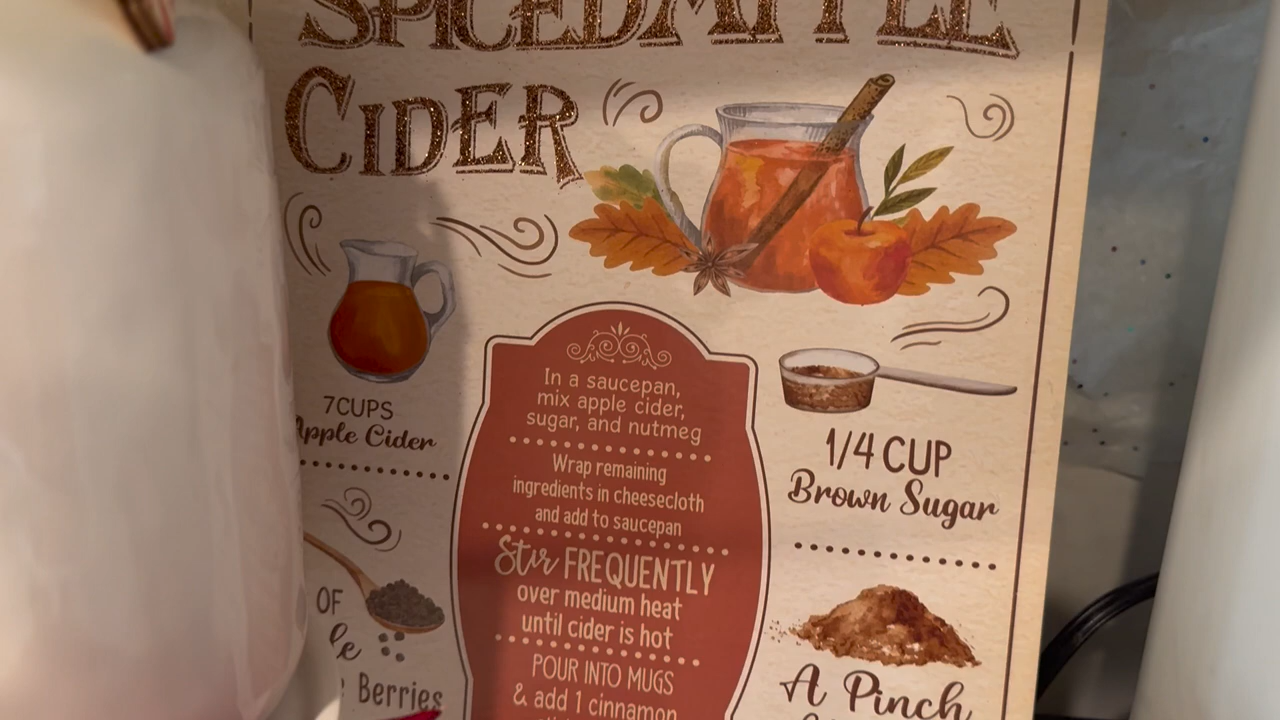 SPICED APPLE
CIDER
7 CUPS
Apple Cider
OF
Berries
In a saucepan,
mix apple cider,
sugar, and nutmeg
Wrap remaining
ingredients in cheesecloth
and add to saucepan
Stir FREQUENTLY
over medium heat
until cider is hot
POUR INTO MUGS
& add 1 cinnamon
1/4 CUP
Brown Sugar
A Pinch